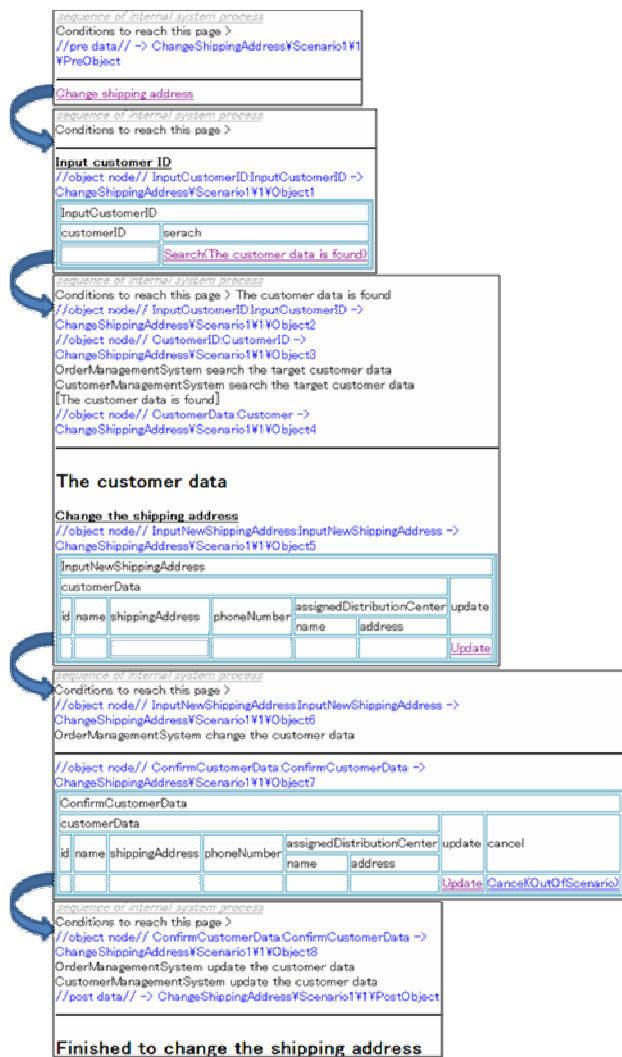 sequence of internal system process
Conditions to reach this page >
//pre data// -> ChangeShippingAddress¥Scenario1¥1
¥PreObject
Change shipping address
sequence of internal system process
Conditions to reach this page >
Input customer ID
//object node// InputCustomerID:InputCustomerID ->
ChangeShippingAddress¥Scenario1¥1¥Object1
InputCustomerID
customerID serach
Search(The customer data is found)
sequence of internal system process
Conditions to reach this page > The customer data is found
//object node// InputCustomerID:InputCustomerID ->
ChangeShippingAddress¥Scenario1¥1¥Object2
//object node// CustomerID:CustomerID ->
ChangeShippingAddress¥Scenario1¥1¥Object3
OrderManagementSystem search the target customer data
CustomerManagementSystem search the target customer data
[The customer data is found]
//object node// CustomerData:Customer ->
ChangeShippingAddress¥Scenario1¥1¥Object4
The customer data
Change the shipping address
//object node// InputNewShippingAddress:InputNewShippingAddress ->
ChangeShippingAddress¥Scenario1¥1¥Object5
InputNewShippingAddress
customerData
id name shippingAddress phoneNumber assignedDistributionCenter update
name address
Update
sequence of internal system process
Conditions to reach this page >
//object node// InputNewShippingAddress:InputNewShippingAddress ->
ChangeShippingAddress¥Scenario1¥1¥Object6
OrderManagementSystem change the customer data
//object node// ConfirmCustomerData:ConfirmCustomerData ->
ChangeShippingAddress¥Scenario1¥1¥Object7
ConfirmCustomerData
customerData
id name shippingAddress phoneNumber assignedDistributionCenter update cancel
name address
Update Cancel(OutOfScenario)
sequence of internal system process
Conditions to reach this page >
//object node// ConfirmCustomerData:ConfirmCustomerData ->
ChangeShippingAddress¥Scenario1¥1¥Object8
OrderManagementSystem update the customer data
CustomerManagementSystem update the customer data
//post data// -> ChangeShippingAddress¥Scenario1¥1¥PostObject
Finished to change the shipping address